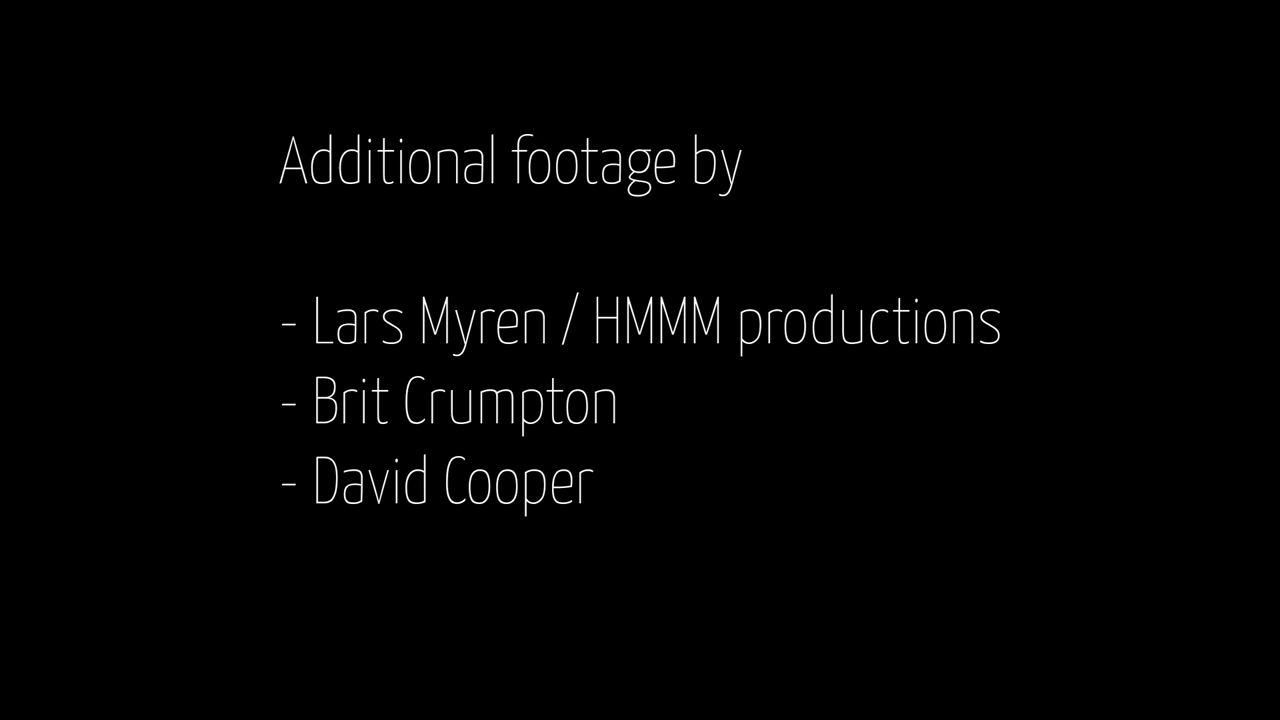 Additional footage by
- Lars Myren / HMMM productions
- Brit Crumpton
- David Cooper